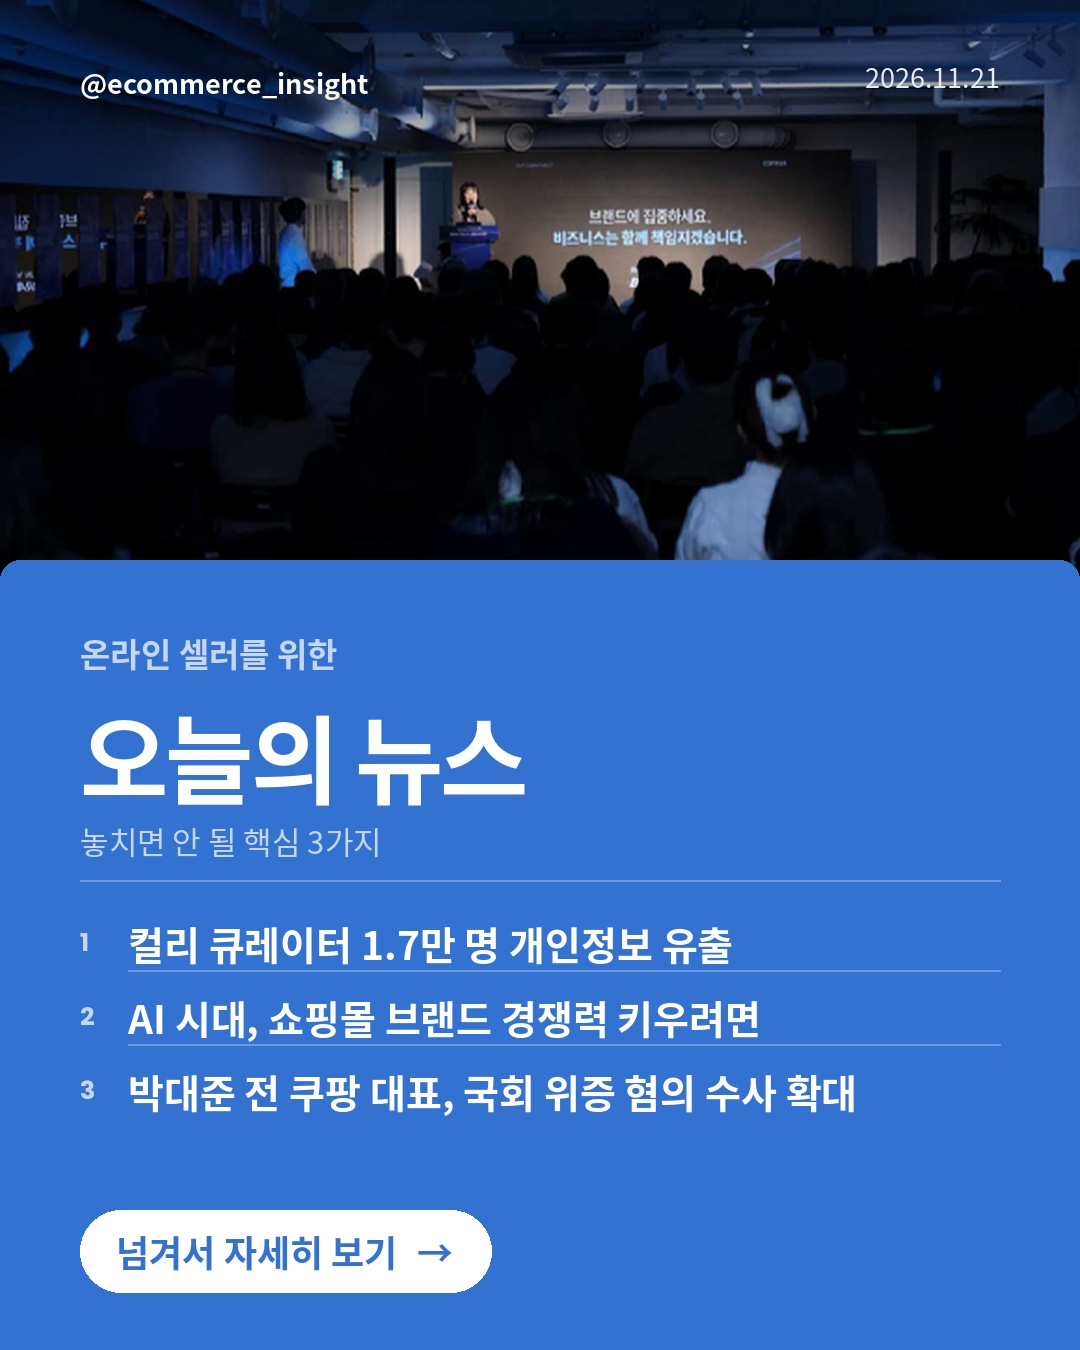 @ecommerce_insight
2026.11.21
브랜드에 집중하세요.
비즈니스는 함께 책임지겠습니다.
온라인 셀러를 위한
오늘의 뉴스
놓치면 안 될 핵심 3가지
1 컬리 큐레이터 1.7만 명 개인정보 유출
2 AI 시대, 쇼핑몰 브랜드 경쟁력 키우려면
3 박대준 전 쿠팡 대표, 국회 위증 혐의 수사 확대
넘겨서 자세히 보기 →